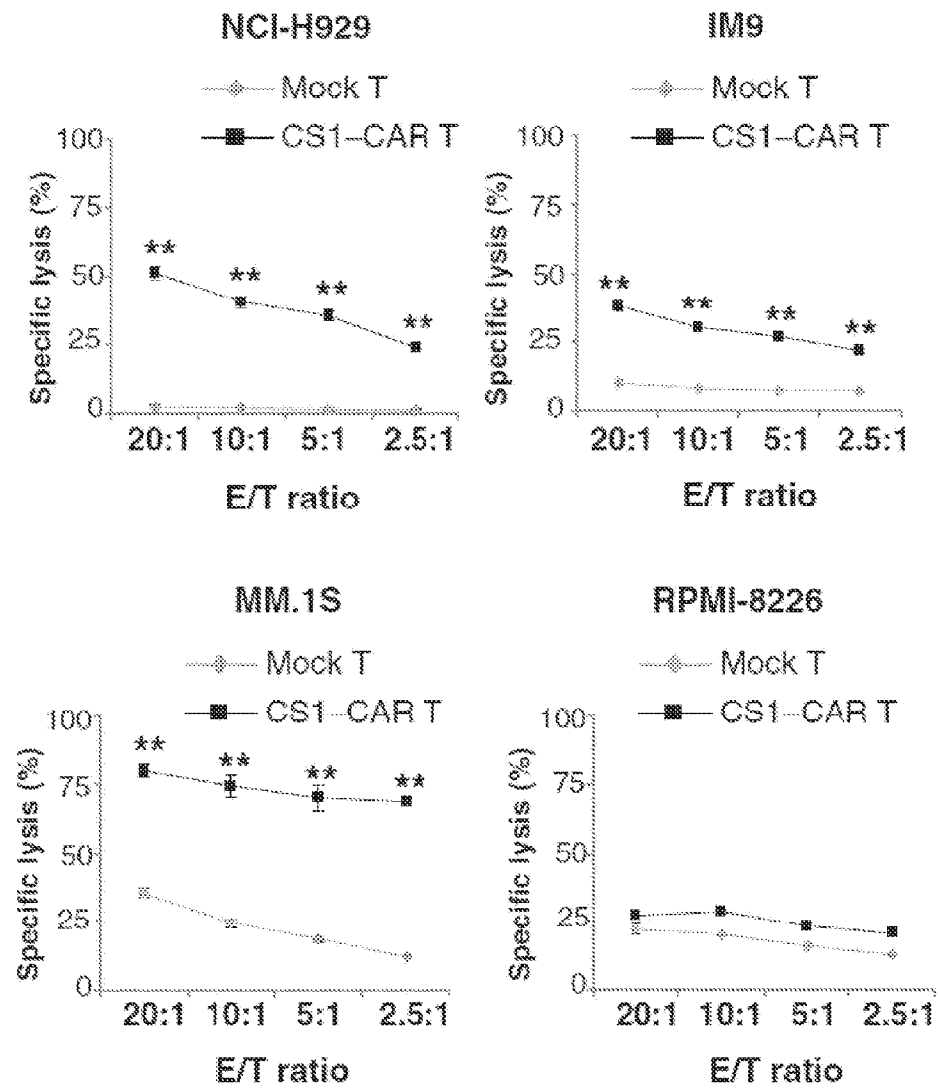 NCI-H929
Mock T
CS1–CAR T
Specific lysis (%)
100
75
50
25
0
**
**
**
**
20:1 10:1 5:1 2.5:1
E/T ratio
IM9
Mock T
CS1–CAR T
Specific lysis (%)
100
75
50
25
0
**
**
**
**
20:1 10:1 5:1 2.5:1
E/T ratio
MM.1S
Mock T
CS1–CAR T
Specific lysis (%)
100
75
50
25
0
**
**
**
**
20:1 10:1 5:1 2.5:1
E/T ratio
RPMI-8226
Mock T
CS1–CAR T
Specific lysis (%)
100
75
50
25
0
20:1 10:1 5:1 2.5:1
E/T ratio